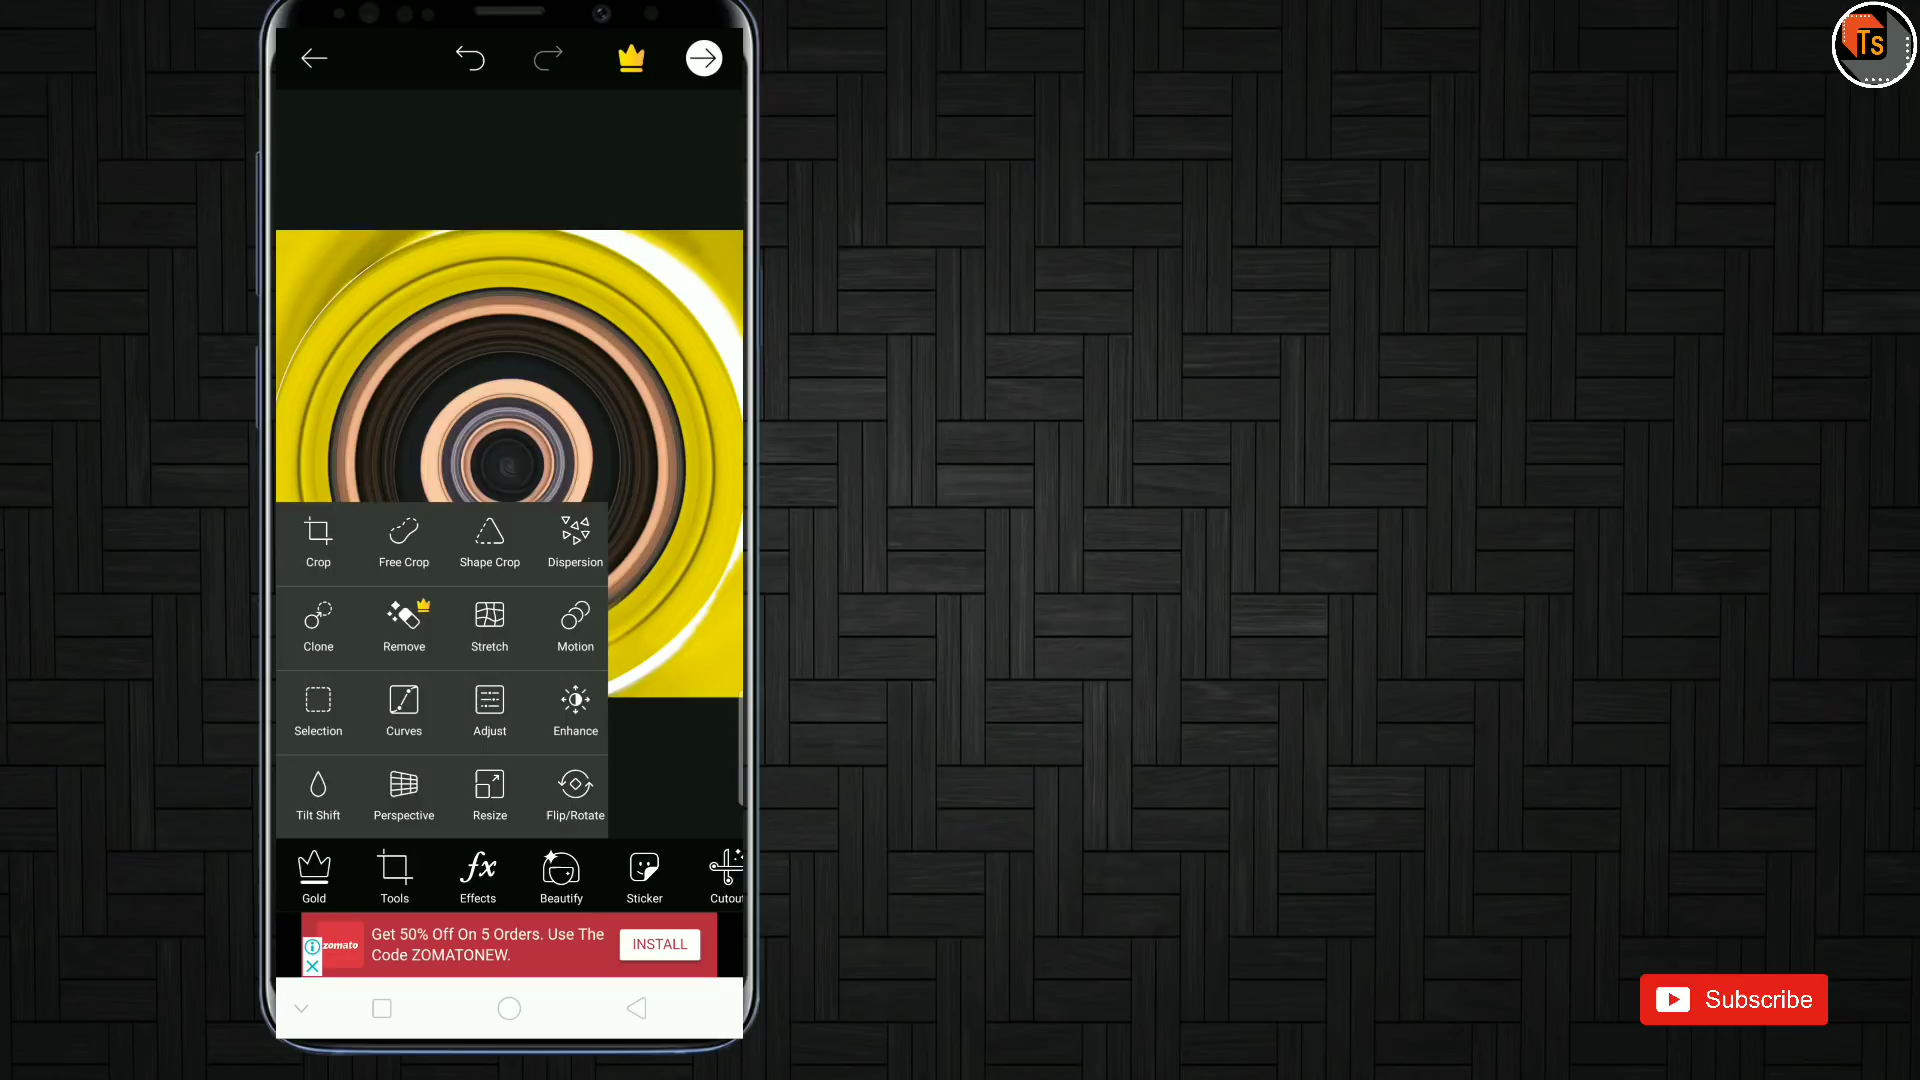 Ts
Crop
Free Crop
Shape Crop
Dispersion
Clone
Remove
Stretch
Motion
Selection
Curves
Adjust
Enhance
Tilt Shift
Perspective
Resize
Flip/Rotate
Gold
Tools
fx
Effects
Beautify
Sticker
Cutout
zomato
Get 50% Off On 5 Orders. Use The
Code ZOMATONEW.
INSTALL
Subscribe